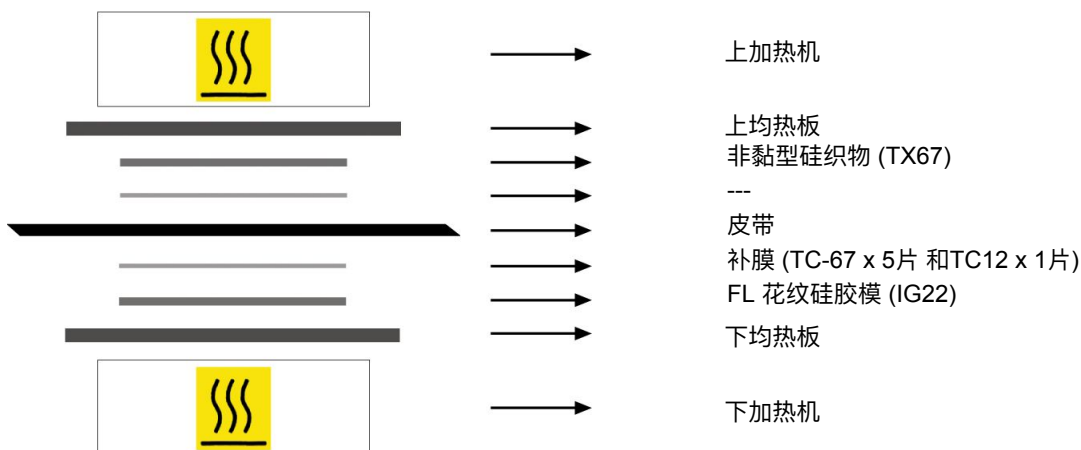 上加热机
上均热板
非黏型硅织物 (TX67)
---
皮带
补膜 (TC-67 x 5片 和TC12 x 1片)
FL 花纹硅胶模 (IG22)
下均热板
下加热机